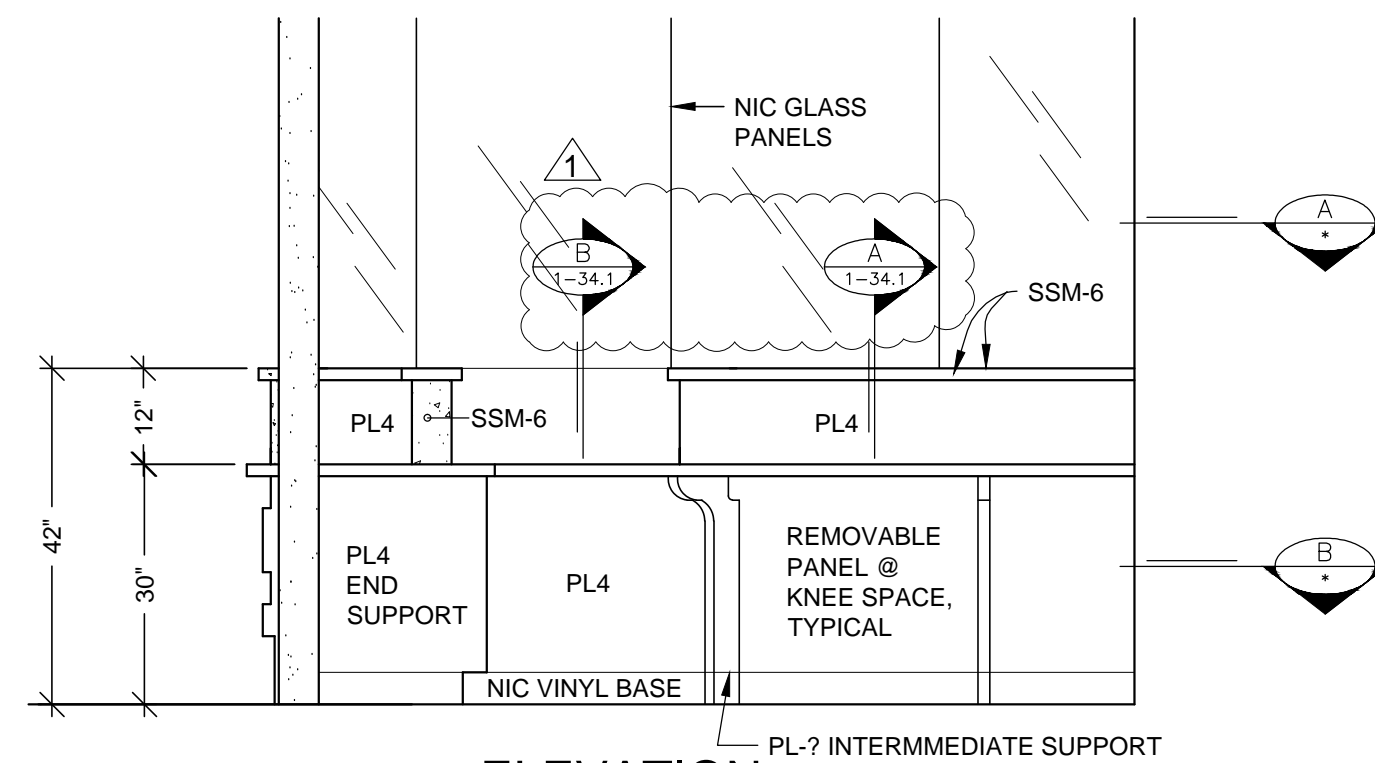 NIC GLASS
PANELS
1
B
1-34.1
A
1-34.1
A
*
SSM-6
12"
PL4
SSM-6
PL4
42"
30"
PL4
END
SUPPORT
PL4
REMOVABLE
PANEL @
KNEE SPACE,
TYPICAL
B
*
NIC VINYL BASE
PL-? INTERMMEDIATE SUPPORT
ELEVATION